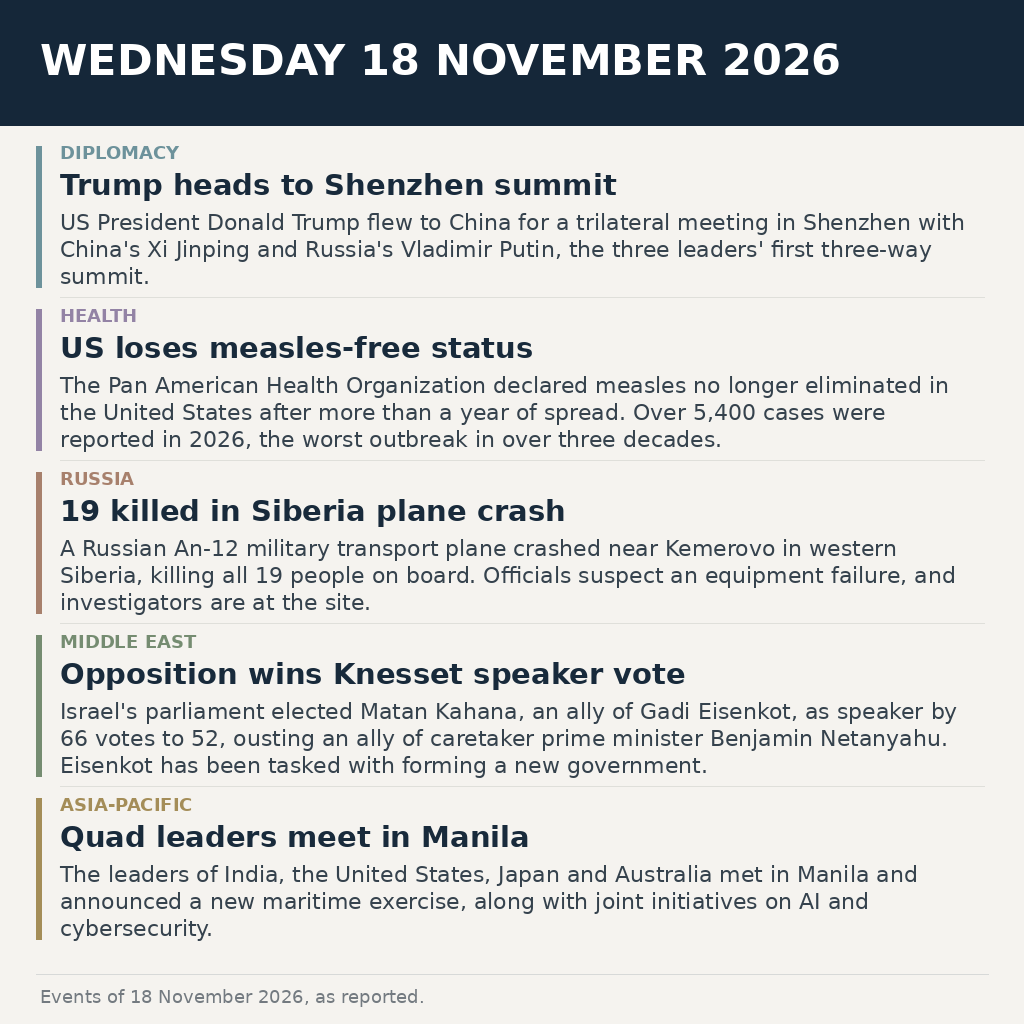 WEDNESDAY 18 NOVEMBER 2026
DIPLOMACY
Trump heads to Shenzhen summit
US President Donald Trump flew to China for a trilateral meeting in Shenzhen with
China's Xi Jinping and Russia's Vladimir Putin, the three leaders' first three-way
summit.
HEALTH
US loses measles-free status
The Pan American Health Organization declared measles no longer eliminated in
the United States after more than a year of spread. Over 5,400 cases were
reported in 2026, the worst outbreak in over three decades.
RUSSIA
19 killed in Siberia plane crash
A Russian An-12 military transport plane crashed near Kemerovo in western
Siberia, killing all 19 people on board. Officials suspect an equipment failure, and
investigators are at the site.
MIDDLE EAST
Opposition wins Knesset speaker vote
Israel's parliament elected Matan Kahana, an ally of Gadi Eisenkot, as speaker by
66 votes to 52, ousting an ally of caretaker prime minister Benjamin Netanyahu.
Eisenkot has been tasked with forming a new government.
ASIA-PACIFIC
Quad leaders meet in Manila
The leaders of India, the United States, Japan and Australia met in Manila and
announced a new maritime exercise, along with joint initiatives on AI and
cybersecurity.
Events of 18 November 2026, as reported.